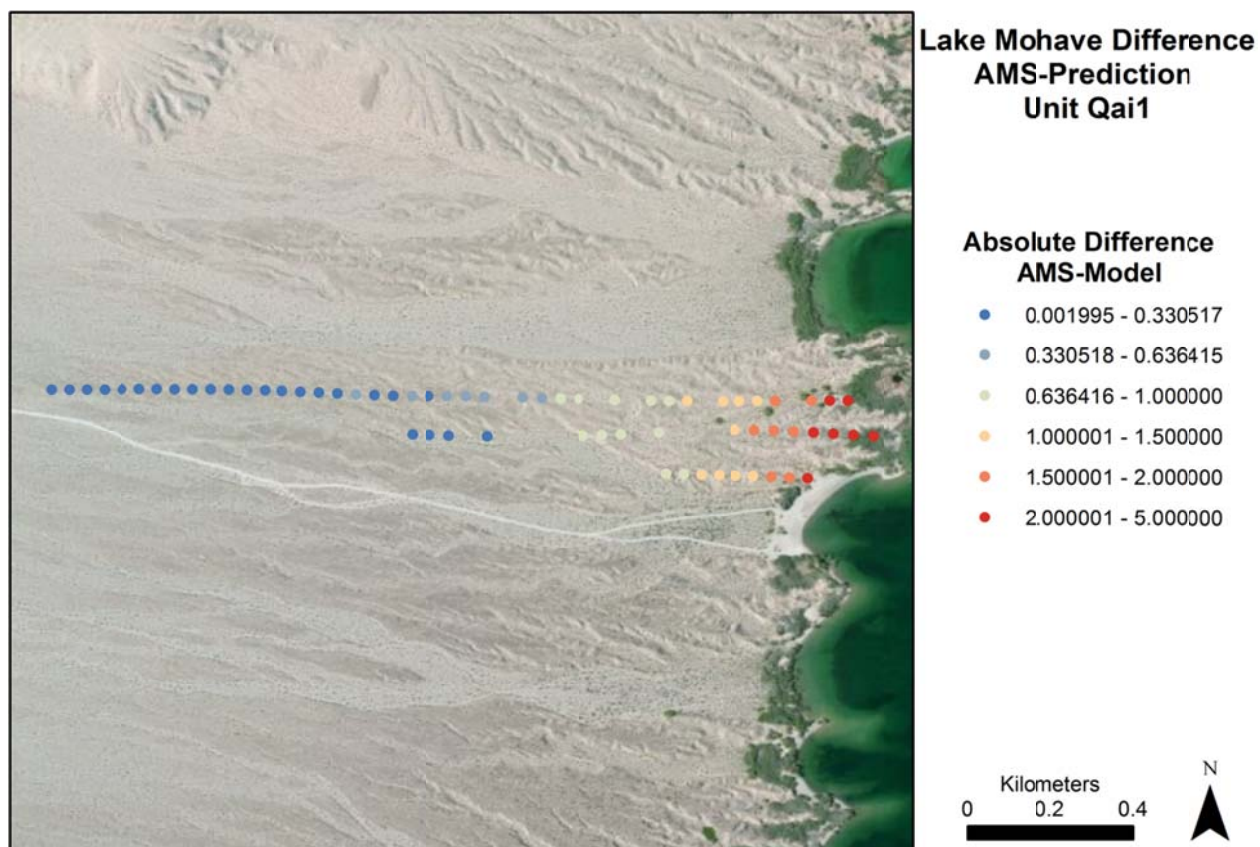 Lake Mohave Difference
AMS-Prediction
Unit Qai1
Absolute Difference
AMS-Model
0.001995 - 0.330517
0.330518 - 0.636415
0.636416 - 1.000000
1.000001 - 1.500000
1.500001 - 2.000000
2.000001 - 5.000000
Kilometers
0 0.2 0.4
N